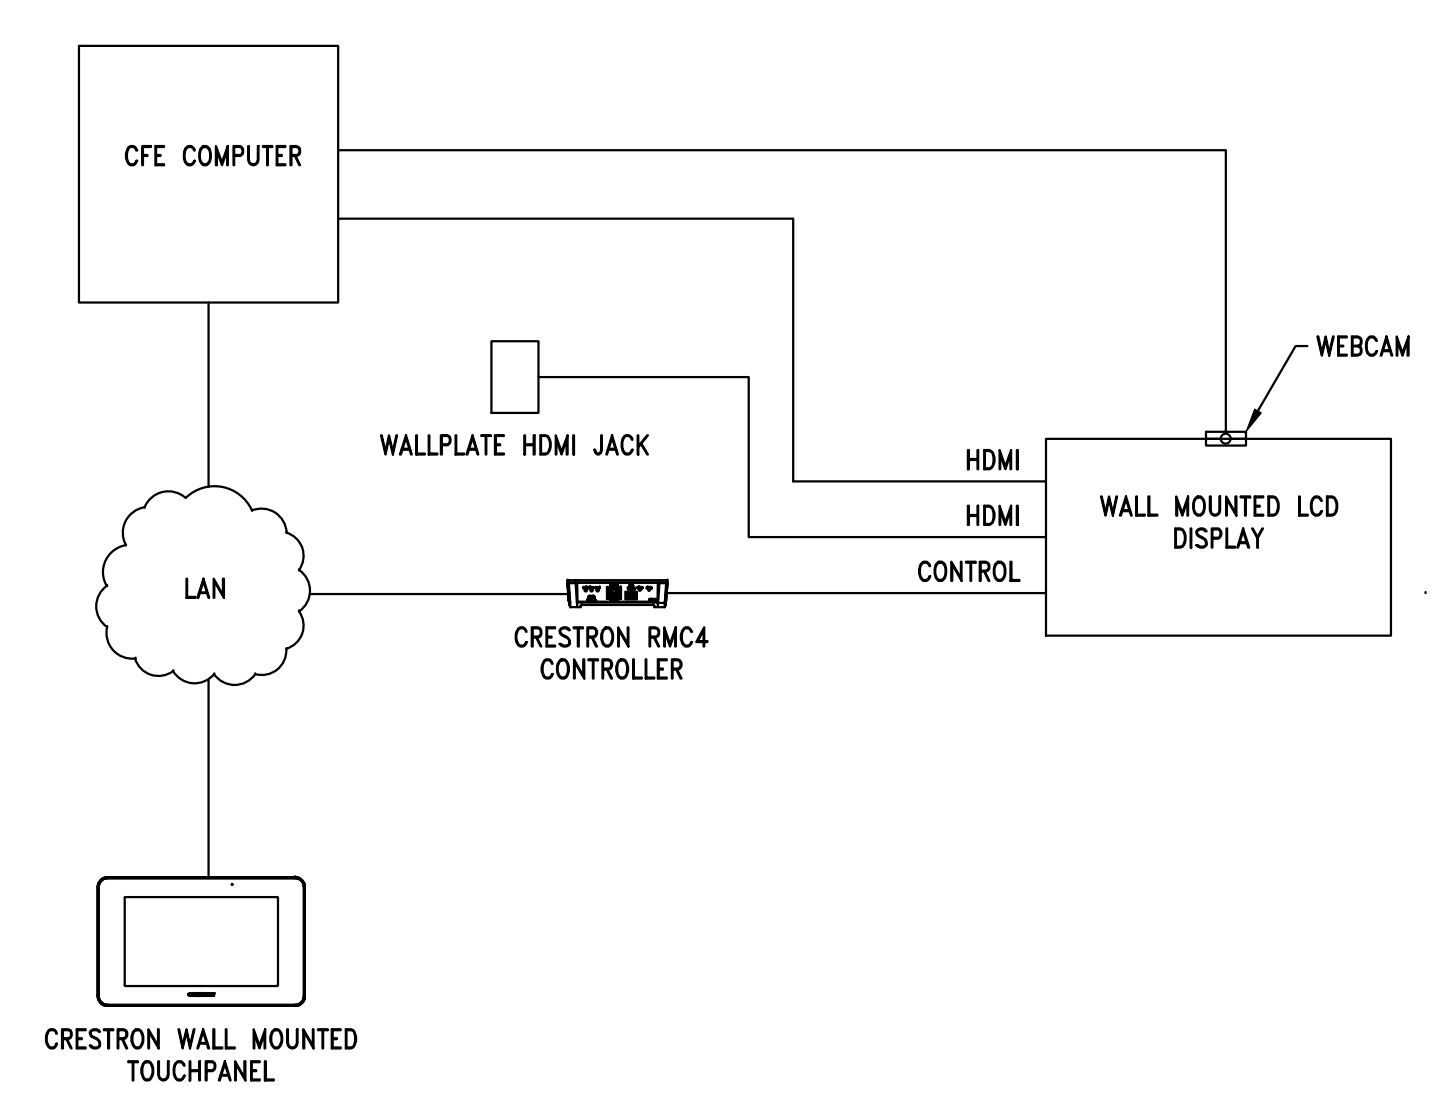 CFE COMPUTER
WEBCAM
WALLPLATE HDMI JACK
HDMI
WALL MOUNTED LCD
DISPLAY
HDMI
CONTROL
LAN
CRESTRON RMC4
CONTROLLER
CRESTRON WALL MOUNTED
TOUCHPANEL